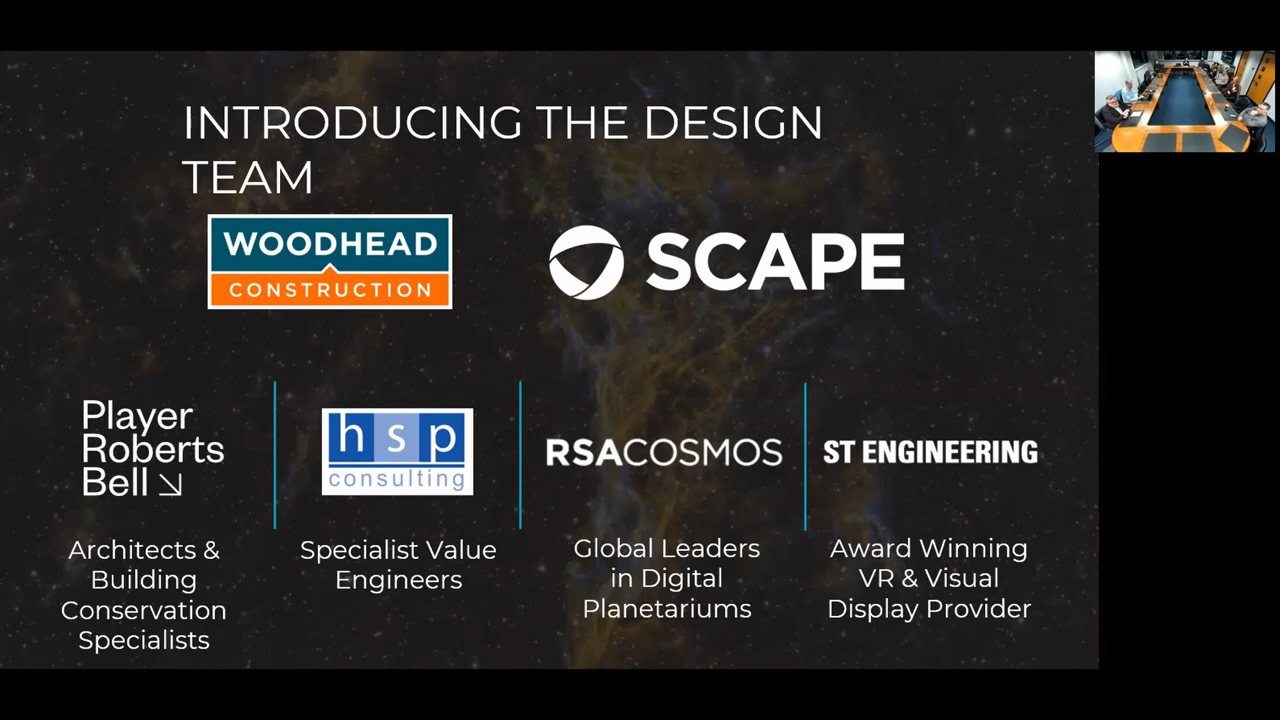 INTRODUCING THE DESIGN
TEAM
WOODHEAD
CONSTRUCTION
SCAPE
Player
Roberts
Bell
hsp
consulting
RSACOSMOS
ST ENGINEERING
Architects &
Building
Conservation
Specialists
Specialist Value
Engineers
Global Leaders
in Digital
Planetariums
Award Winning
VR & Visual
Display Provider